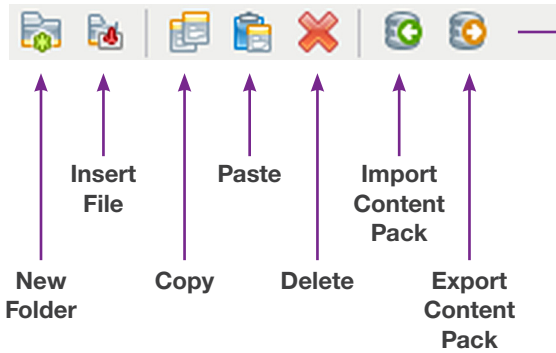 Insert
File
Paste
Import
Content
Pack
New
Folder
Copy
Delete
Export
Content
Pack